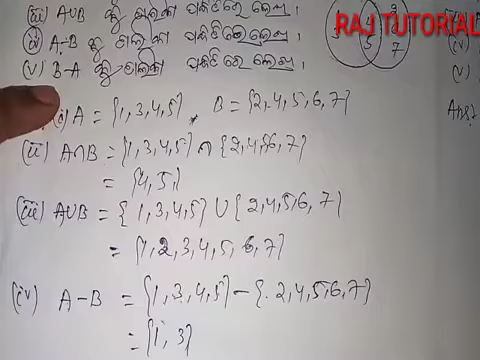 (iii) A∪B କୁ ତାଲିକା ପଦ୍ଧତିରେ ଲେଖ ।
(iv) A-B କୁ ତାଲିକା ପଦ୍ଧତିରେ ଲେଖ ।
(v) B-A କୁ ତାଲିକା ପଦ୍ଧତିରେ ଲେଖ ।
RAJ TUTORIAL
4
5
7
(v)
Ans:
(i) A = {1, 3, 4, 5}, B = {2, 4, 5, 6, 7}
(ii) A∩B = {1, 3, 4, 5} ∩ {2, 4, 5, 6, 7}
= {4, 5,}
(iii) A∪B = {1, 3, 4, 5} ∪ {2, 4, 5, 6, 7}
= {1, 2, 3, 4, 5, 6, 7}
(iv) A-B = {1, 3, 4, 5} - {2, 4, 5, 6, 7}
= {1, 3}